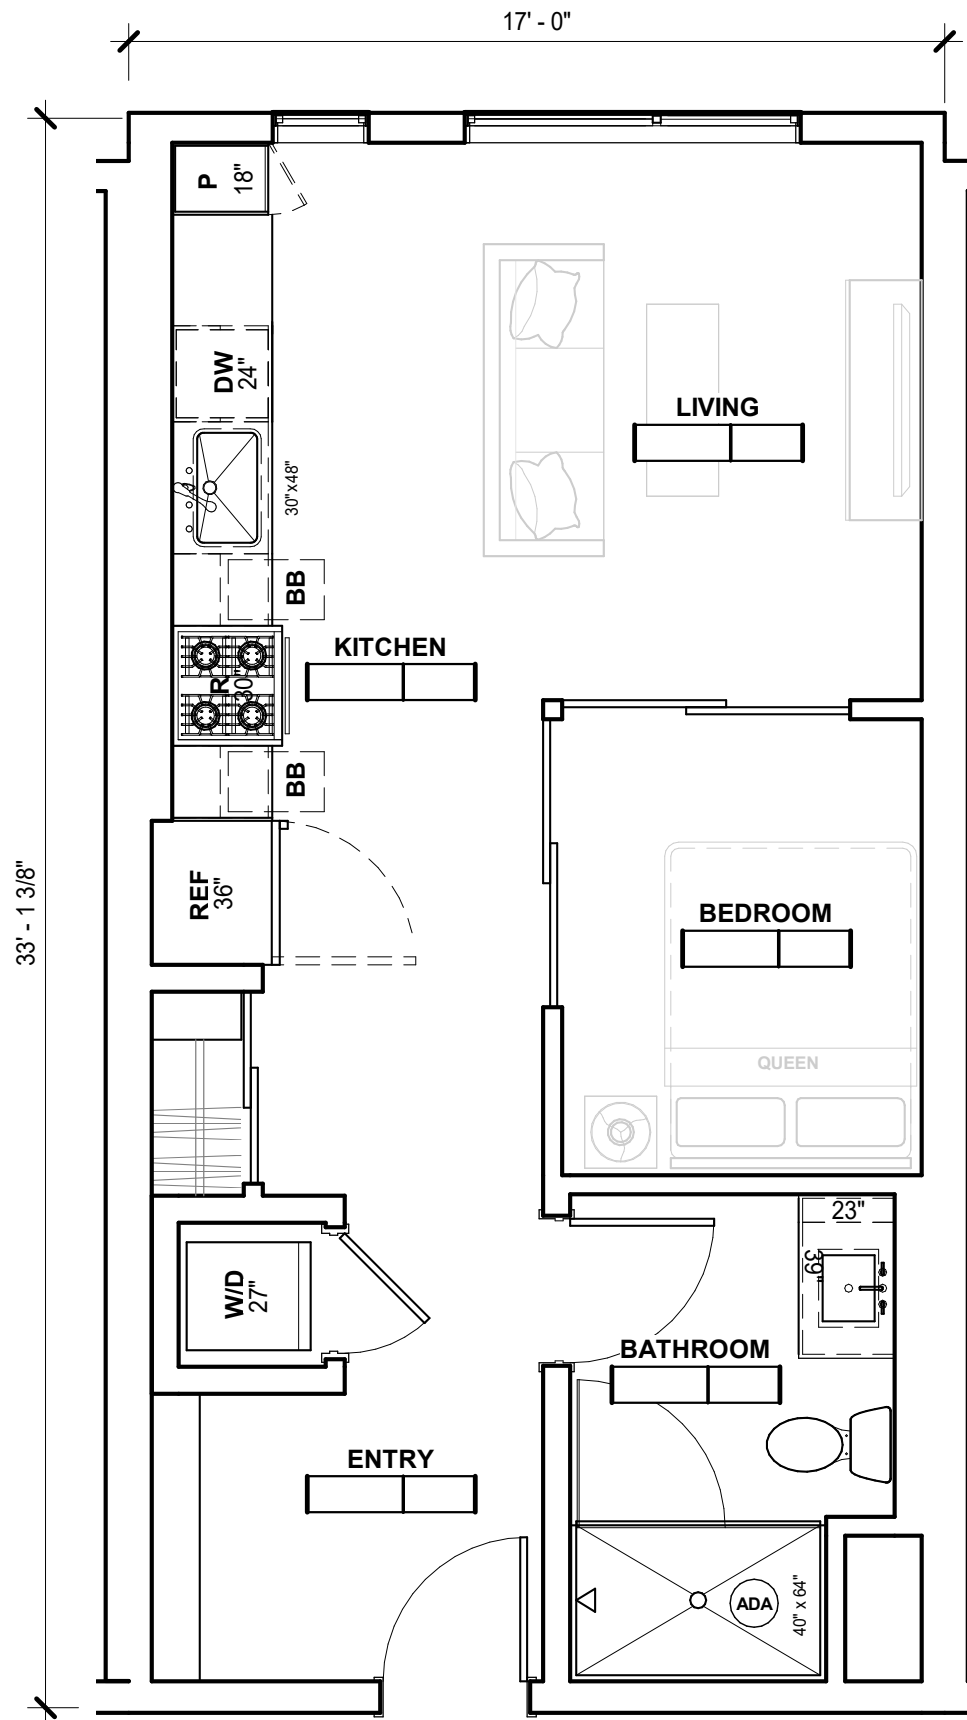 17' - 0"
P
18"
DW
24"
LIVING
30"x48"
BB
KITCHEN
R
30"
BB
33' - 1 3/8"
REF
36"
BEDROOM
QUEEN
23"
39"
W/D
27"
BATHROOM
ENTRY
ADA
40" x 64"